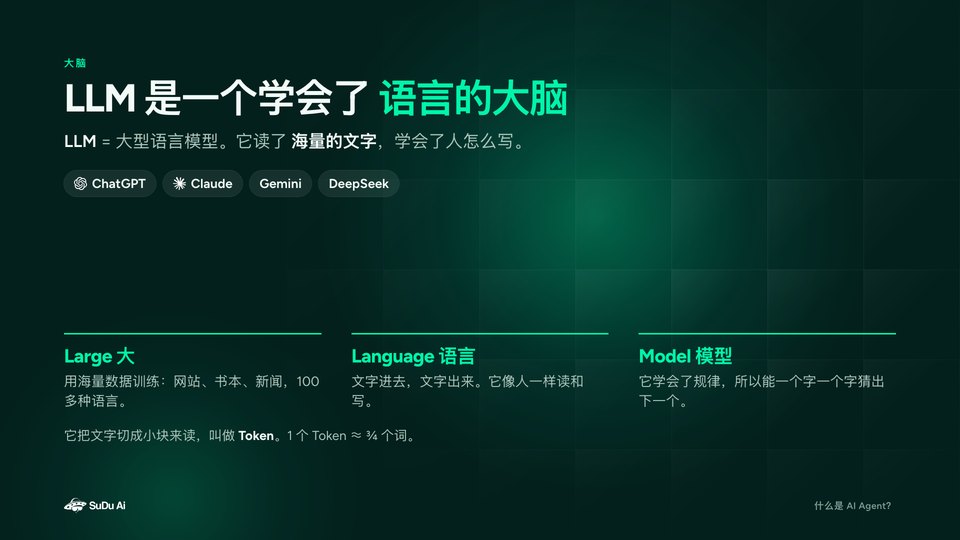 大脑
LLM 是一个学会了 语言的大脑
LLM = 大型语言模型。它读了 海量的文字，学会了人怎么写。
ChatGPT Claude Gemini DeepSeek
Large 大
用海量数据训练：网站、书本、新闻，100
多种语言。
Language 语言
文字进去，文字出来。它像人一样读和
写。
Model 模型
它学会了规律，所以能一个字一个字猜出
下一个。
它把文字切成小块来读，叫做 Token。1 个 Token ≈ ¾ 个词。
SuDu Ai
什么是 AI Agent?